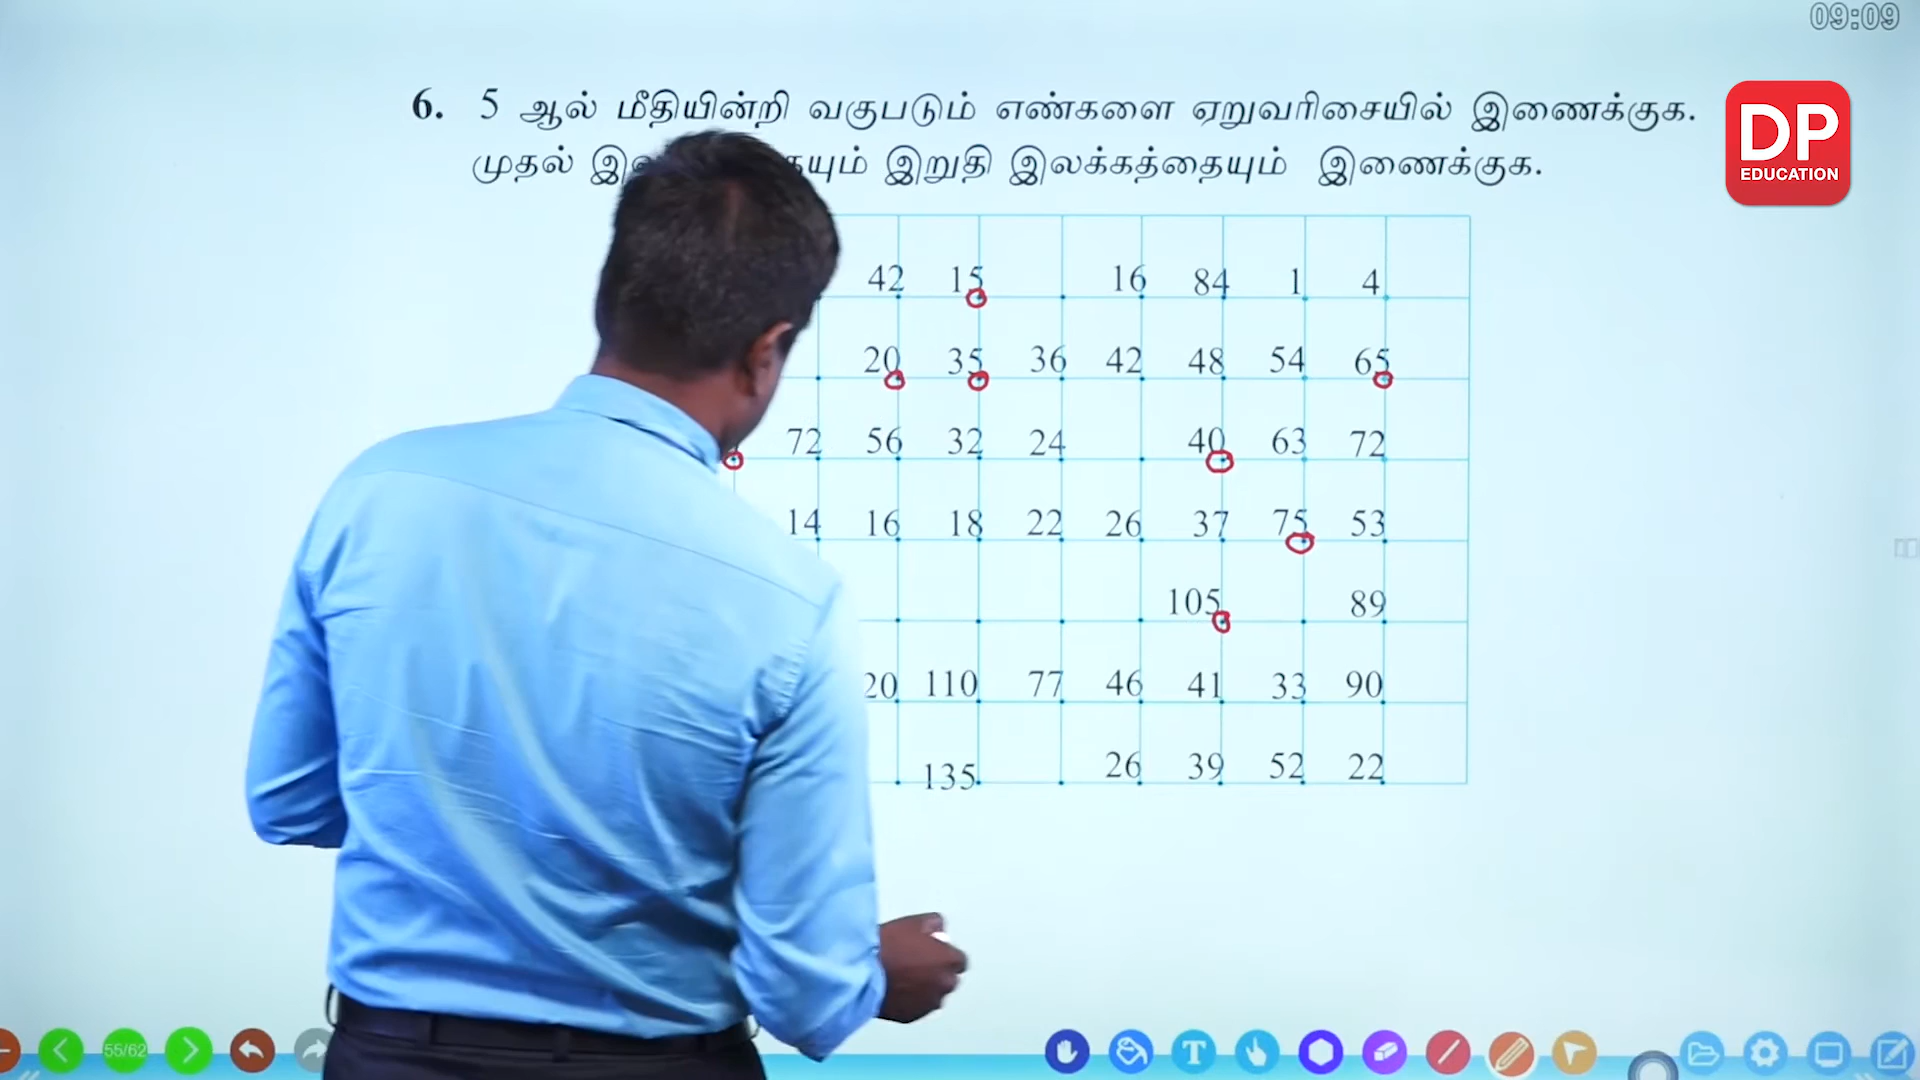 09:09
6. 5 ஆல் மீதியின்றி வகுபடும் எண்களை ஏறுவரிசையில் இணைக்குக.
முதல் இறுதி இலக்கத்தையும் இணைக்குக.
DP
EDUCATION
42 15 16 84 1 4
20 35 36 42 48 54 65
72 56 32 24 40 63 72
14 16 18 22 26 37 75 53
105 89
110 77 46 41 33 90
135 26 39 52 22
55/62
T